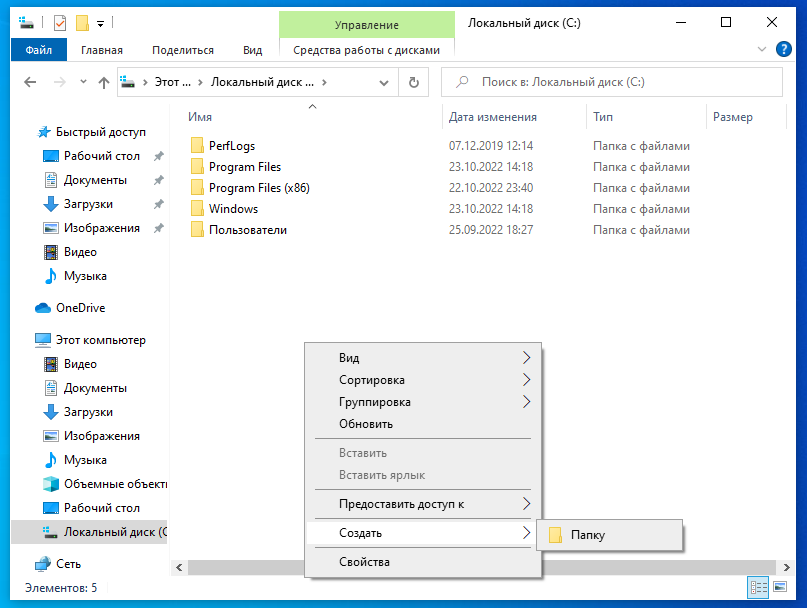 Управление
Локальный диск (C:)
Файл
Главная
Поделиться
Вид
Средства работы с дисками
Этот ...
Локальный диск ...
Поиск в: Локальный диск (C:)
Имя
Дата изменения
Тип
Размер
Быстрый доступ
Рабочий стол
Документы
Загрузки
Изображения
Видео
Музыка
OneDrive
Этот компьютер
Видео
Документы
Загрузки
Изображения
Музыка
Объемные объекты
Рабочий стол
Локальный диск (C
Сеть
PerfLogs 07.12.2019 12:14 Папка с файлами
Program Files 23.10.2022 14:18 Папка с файлами
Program Files (x86) 22.10.2022 23:40 Папка с файлами
Windows 23.10.2022 14:18 Папка с файлами
Пользователи 25.09.2022 18:27 Папка с файлами
Вид
Сортировка
Группировка
Обновить
Вставить
Вставить ярлык
Предоставить доступ к
Создать
Папку
Свойства
Элементов: 5